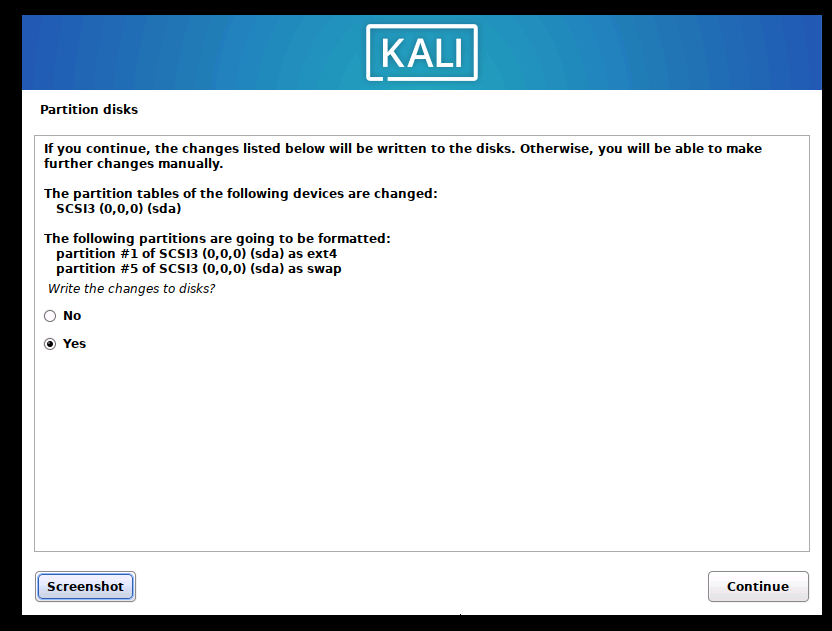 KALI
Partition disks
If you continue, the changes listed below will be written to the disks. Otherwise, you will be able to make
further changes manually.
The partition tables of the following devices are changed:
SCSI3 (0,0,0) (sda)
The following partitions are going to be formatted:
partition #1 of SCSI3 (0,0,0) (sda) as ext4
partition #5 of SCSI3 (0,0,0) (sda) as swap
Write the changes to disks?
No
Yes
Screenshot
Continue